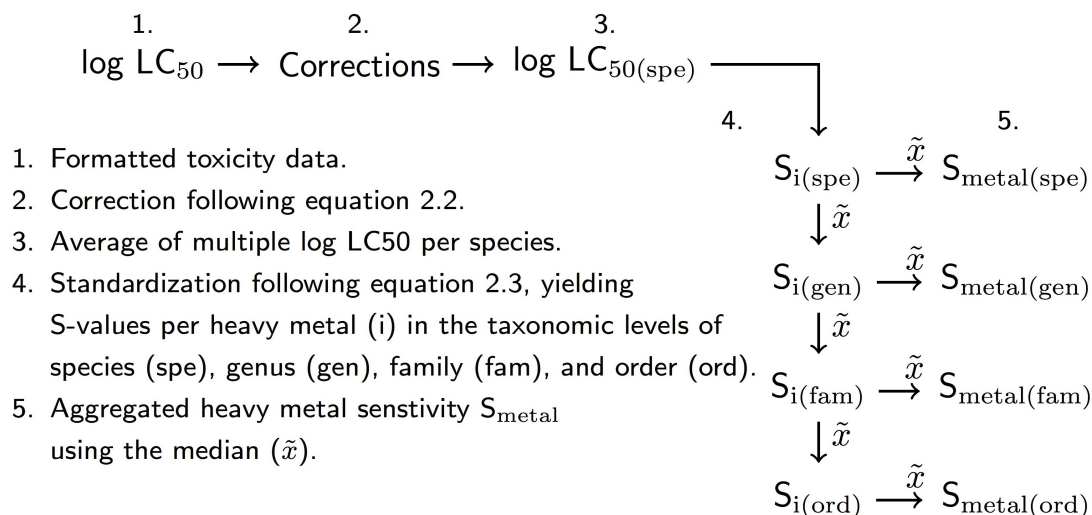 1. 2. 3.
log LC50 → Corrections → log LC50(spe)
4. 5.
1. Formatted toxicity data.
2. Correction following equation 2.2.
3. Average of multiple log LC50 per species.
4. Standardization following equation 2.3, yielding
S-values per heavy metal (i) in the taxonomic levels of
species (spe), genus (gen), family (fam), and order (ord).
5. Aggregated heavy metal senstivity Smetal
using the median (x̃).
Si(spe) → x̃ Smetal(spe)
↓ x̃
Si(gen) → x̃ Smetal(gen)
↓ x̃
Si(fam) → x̃ Smetal(fam)
↓ x̃
Si(ord) → x̃ Smetal(ord)